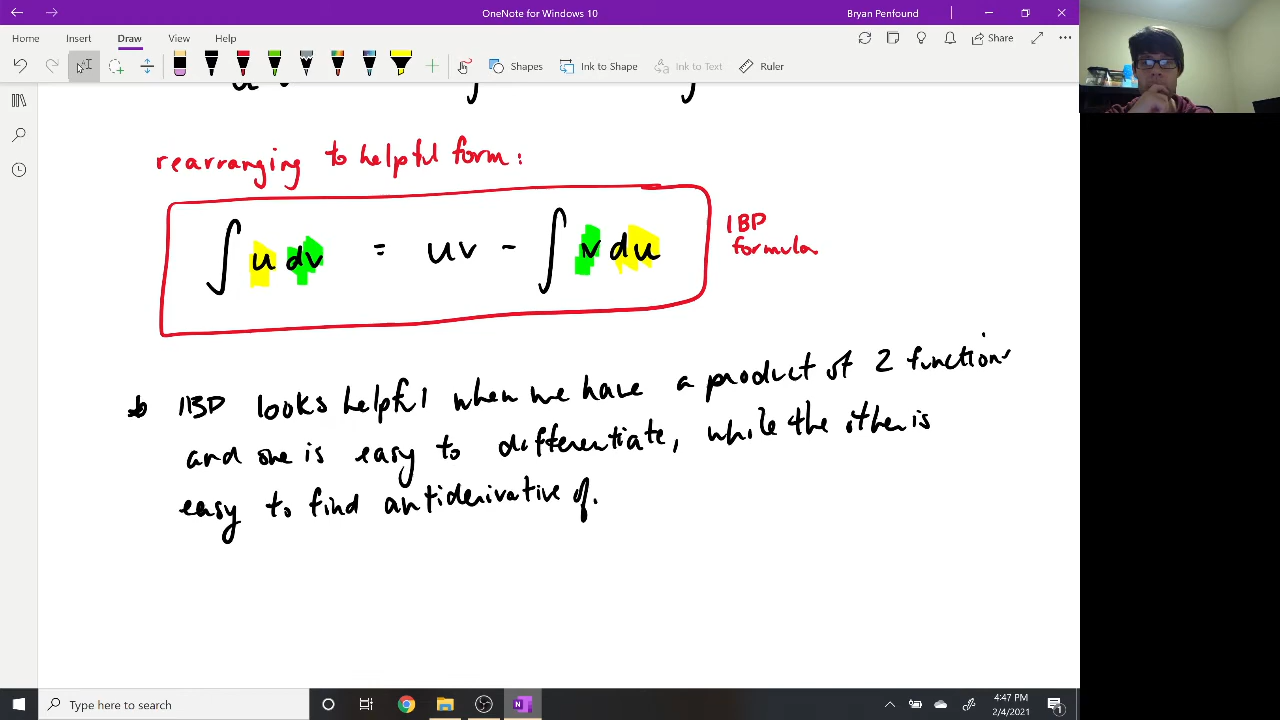 OneNote for Windows 10
Bryan Penfound
Home Insert Draw View Help
Share
Shapes Ink to Shape Ink to Text Ruler
rearranging to helpful form:
∫ u dv = uv - ∫ v du
IBP
formula
IBP looks helpful when we have a product of 2 functions
and one is easy to differentiate, while the other is
easy to find antiderivative of.
Type here to search
4:47 PM
2/4/2021
1